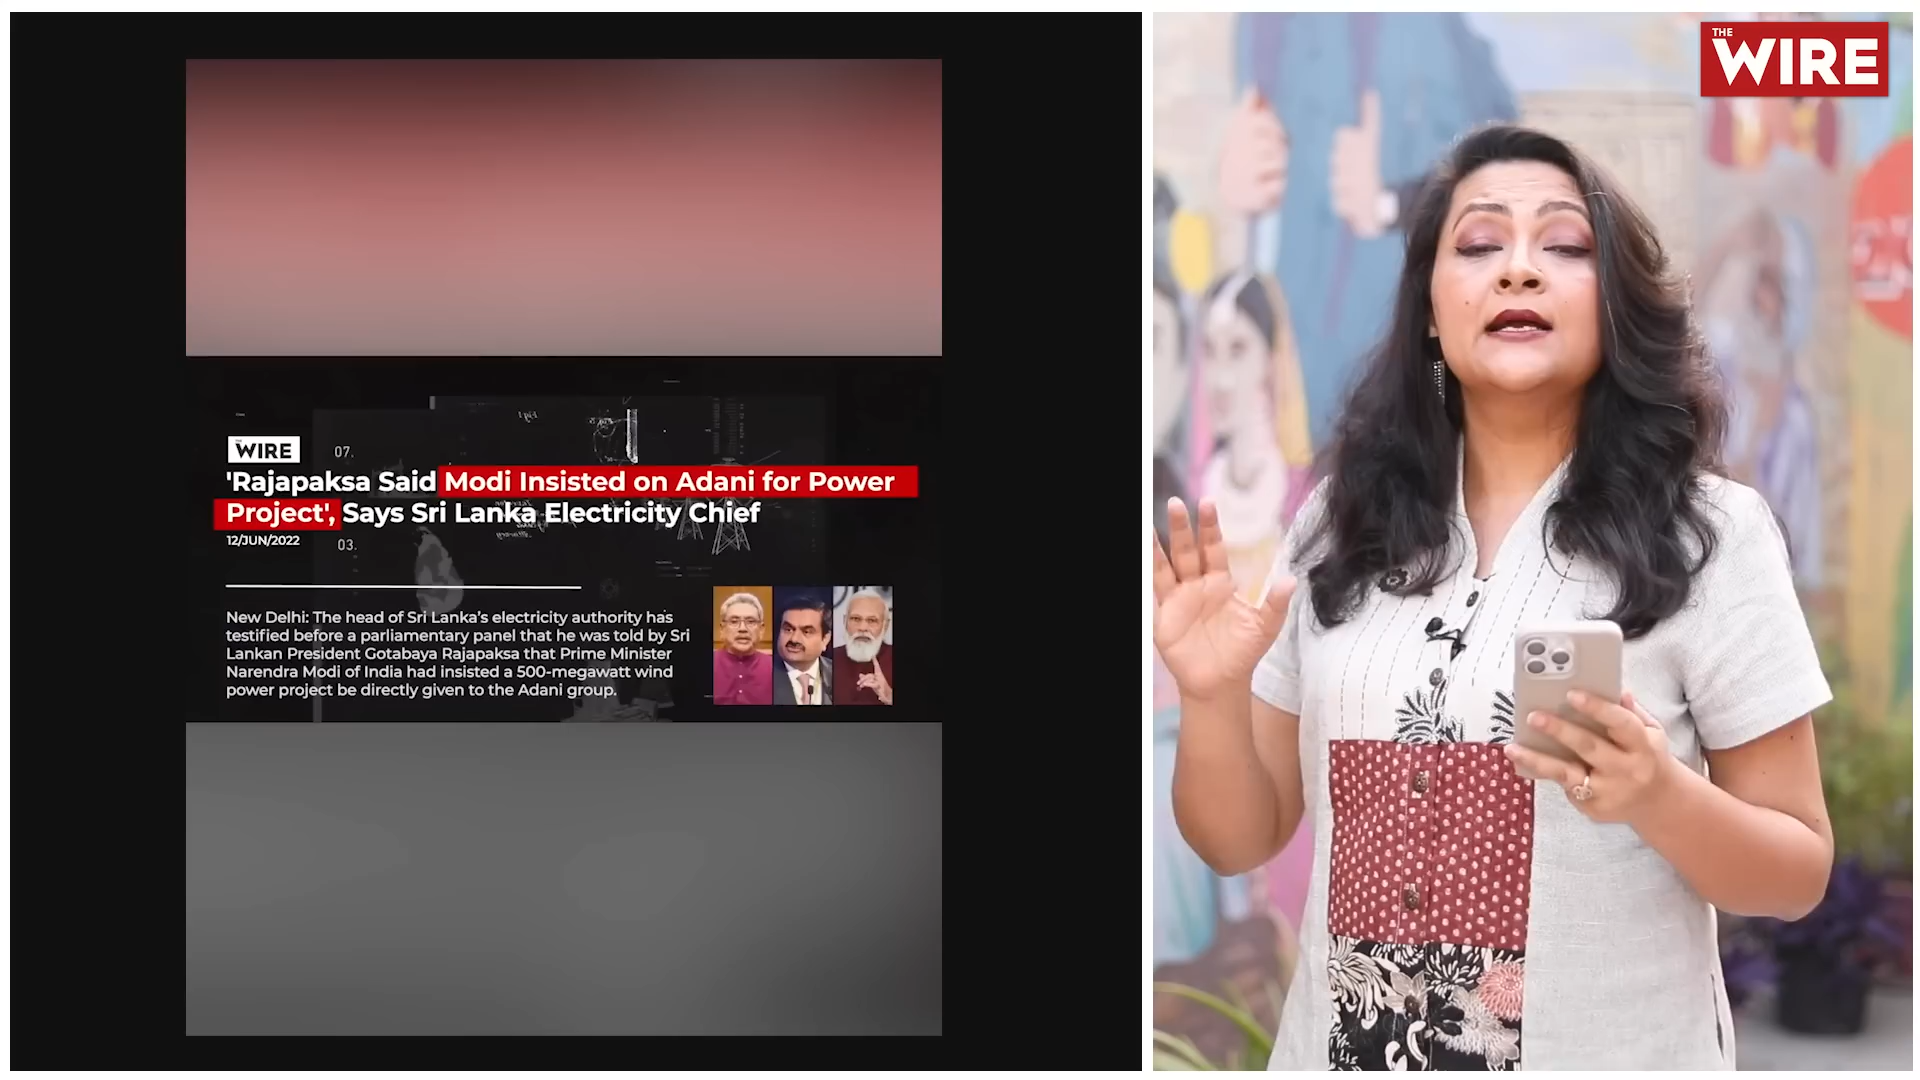 THE
WIRE
WIRE
07.
'Rajapaksa Said Modi Insisted on Adani for Power
Project', Says Sri Lanka Electricity Chief
12/JUN/2022
03.
New Delhi: The head of Sri Lanka's electricity authority has
testified before a parliamentary panel that he was told by Sri
Lankan President Gotabaya Rajapaksa that Prime Minister
Narendra Modi of India had insisted a 500-megawatt wind
power project be directly given to the Adani group.